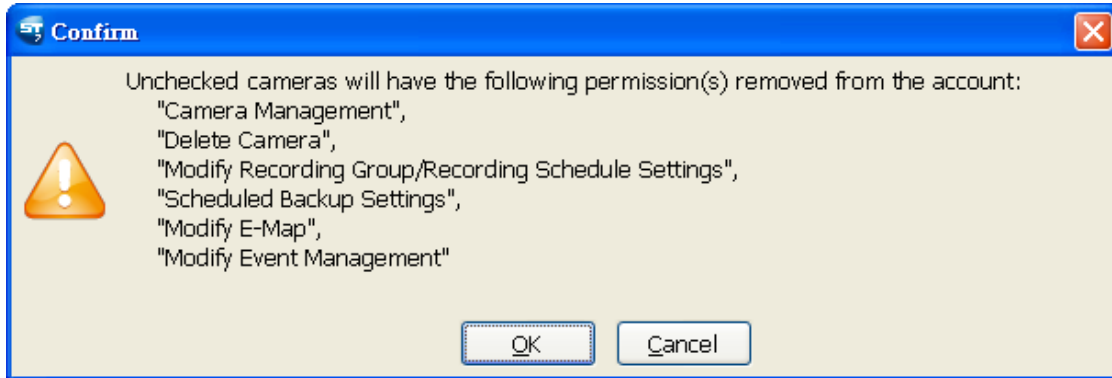 ST7 Confirm
Unchecked cameras will have the following permission(s) removed from the account:
"Camera Management",
"Delete Camera",
"Modify Recording Group/Recording Schedule Settings",
"Scheduled Backup Settings",
"Modify E-Map",
"Modify Event Management"
OK Cancel